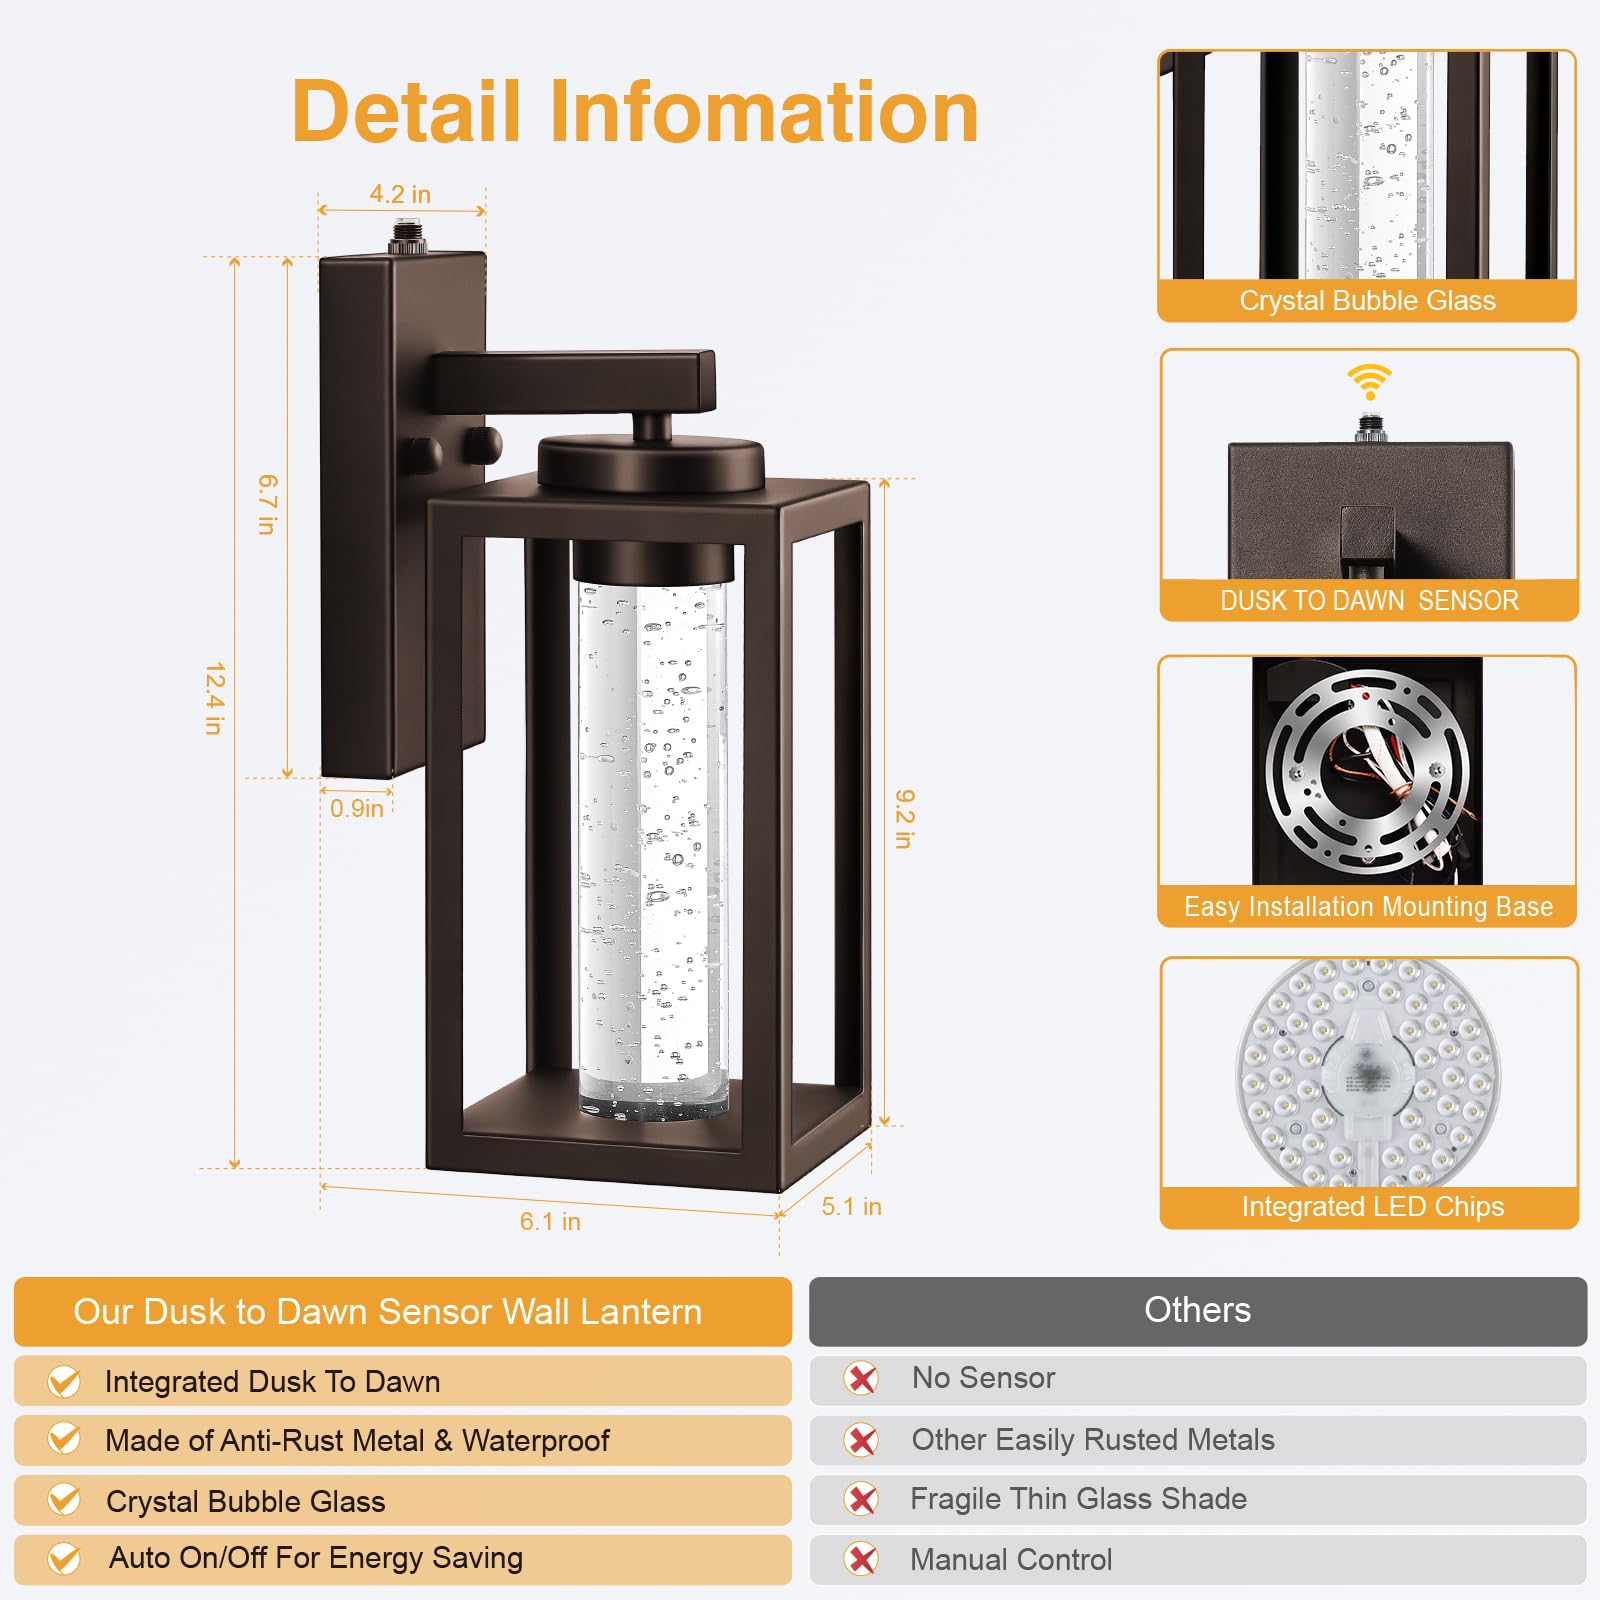 Detail Infomation
4.2 in
6.7 in
12.4 in
0.9in
9.2 in
6.1 in
5.1 in
Crystal Bubble Glass
DUSK TO DAWN SENSOR
Easy Installation Mounting Base
Integrated LED Chips
Our Dusk to Dawn Sensor Wall Lantern
Integrated Dusk To Dawn
Made of Anti-Rust Metal & Waterproof
Crystal Bubble Glass
Auto On/Off For Energy Saving
Others
No Sensor
Other Easily Rusted Metals
Fragile Thin Glass Shade
Manual Control